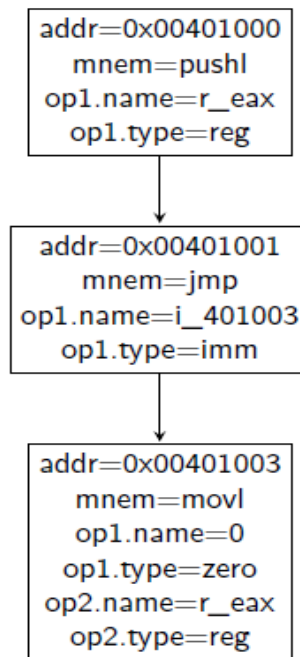 addr=0x00401000
mnem=pushl
op1.name=r_eax
op1.type=reg
addr=0x00401001
mnem=jmp
op1.name=i_401003
op1.type=imm
addr=0x00401003
mnem=movl
op1.name=0
op1.type=zero
op2.name=r_eax
op2.type=reg